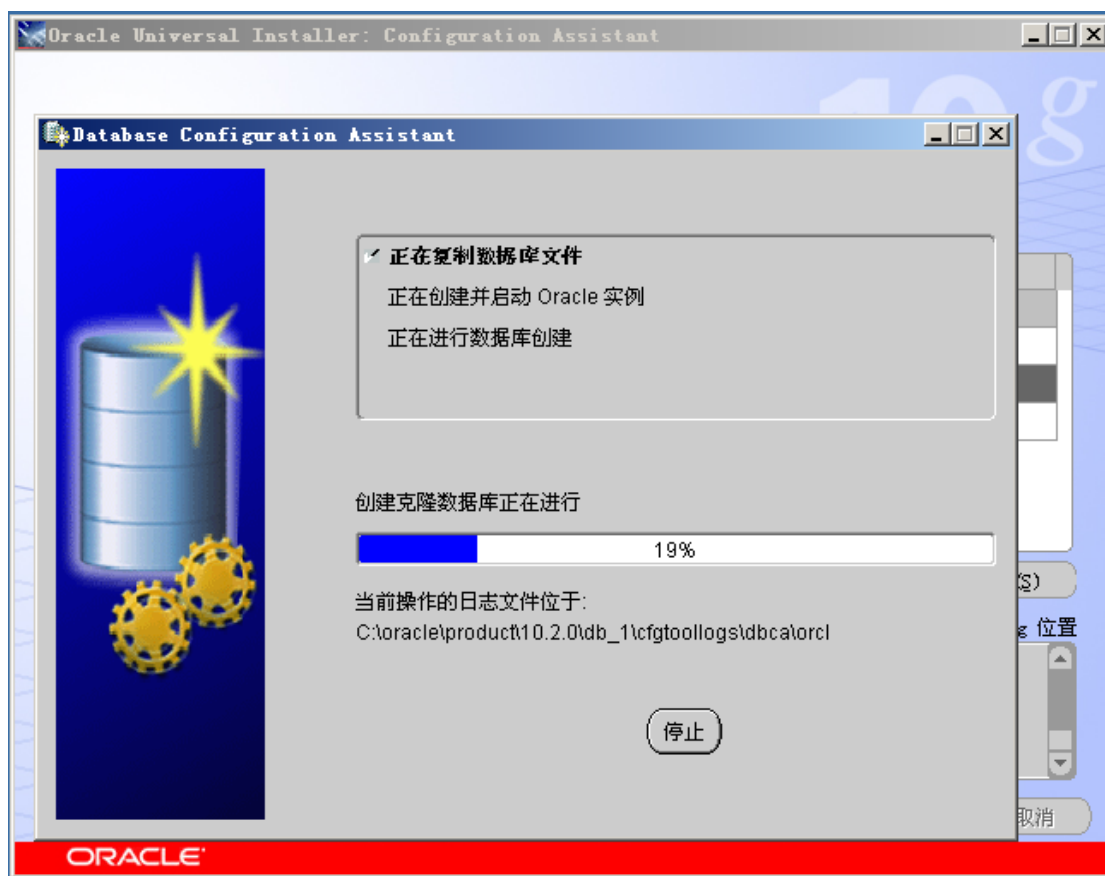 Oracle Universal Installer: Configuration Assistant
10g
Database Configuration Assistant
正在复制数据库文件
正在创建并启动 Oracle 实例
正在进行数据库创建
创建克隆数据库正在进行
19%
(S)
当前操作的日志文件位于:
C:\oracle\product\10.2.0\db_1\cfgtoollogs\dbca\orcl
g 位置
停止
取消
ORACLE